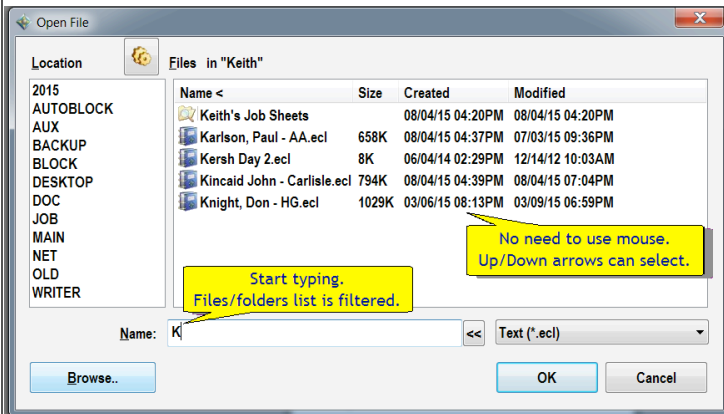 Open File
X
Location
Files in "Keith"
2015
AUTOBLOCK
AUX
BACKUP
BLOCK
DESKTOP
DOC
JOB
MAIN
NET
OLD
WRITER
Name < Size Created Modified
Keith's Job Sheets 08/04/15 04:20PM 08/04/15 04:20PM
Karlson, Paul - AA.ecl 658K 08/04/15 04:37PM 07/03/15 09:36PM
Kersh Day 2.ecl 8K 06/04/14 02:29PM 12/14/12 10:03AM
Kincaid John - Carlisle.ecl 794K 08/04/15 04:39PM 08/04/15 07:04PM
Knight, Don - HG.ecl 1029K 03/06/15 08:13PM 03/09/15 06:59PM
No need to use mouse.
Up/Down arrows can select.
Start typing.
Files/folders list is filtered.
Name: K << Text (*.ecl)
Browse.. OK Cancel